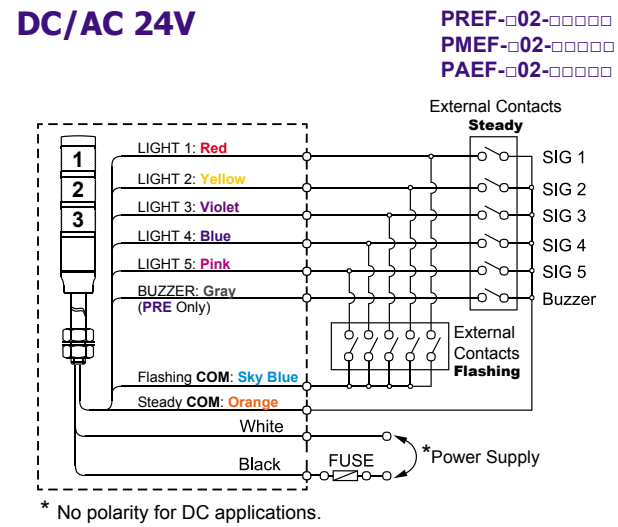 DC/AC 24V
PREF-□02-□□□□□
PMEF-□02-□□□□□
PAEF-□02-□□□□□
External Contacts
Steady
1
2
3
LIGHT 1: Red
LIGHT 2: Yellow
LIGHT 3: Violet
LIGHT 4: Blue
LIGHT 5: Pink
BUZZER: Gray
(PRE Only)
SIG 1
SIG 2
SIG 3
SIG 4
SIG 5
Buzzer
External
Contacts
Flashing
Flashing COM: Sky Blue
Steady COM: Orange
White
Black
FUSE
*Power Supply
* No polarity for DC applications.